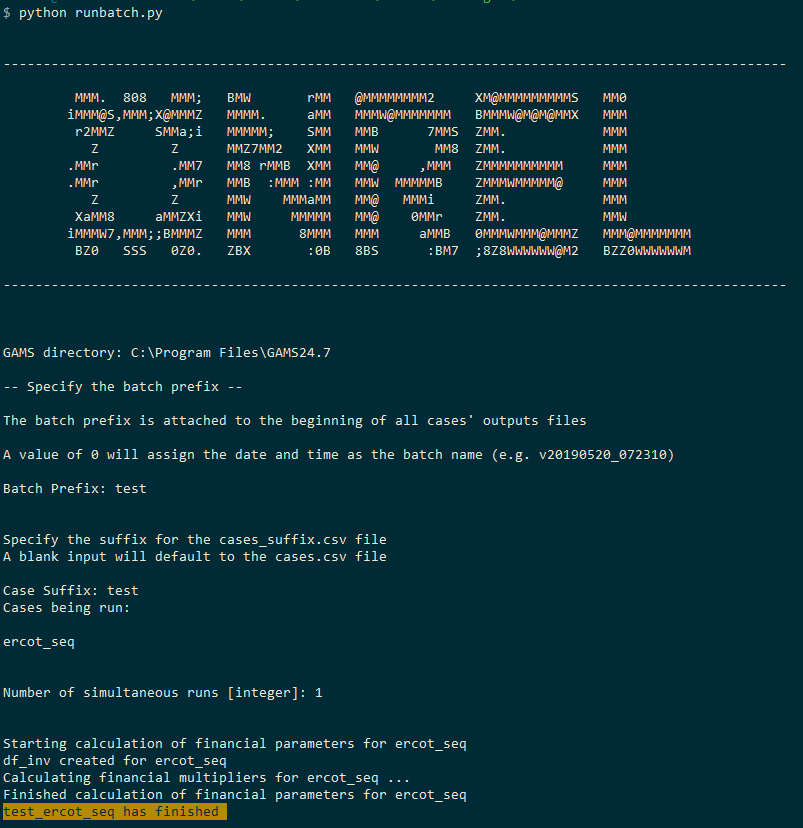 $ python runbatch.py
--------------------------------------------------------------------------------------------------
MMM. 808 MMM; BMW rMM @MMMMMMMM2 XM@MMMMMMMMMS MM0
iMMM@S,MMM;X@MMMZ MMMM. aMM MMMW@MMMMMMM BMMMW@M@M@MMX MMM
r2MMZ SMMa;i MMMMM; SMM MMB 7MMS ZMM. MMM
Z Z MMZ7MM2 XMM MMW MM8 ZMM. MMM
.MMr .MM7 MM8 rMMB XMM MM@ ,MMM ZMMMMMMMMMM MMM
.MMr ,MMr MMB :MMM :MM MMW MMMMMB ZMMMWMMMMM@ MMM
Z Z MMW MMMaMM MM@ MMMi ZMM. MMM
XaMM8 aMMZXi MMW MMMMM MM@ 0MMr ZMM. MMW
iMMMW7,MMM;;BMMMZ MMM 8MMM MMM aMMB 0MMMWMMM@MMMZ MMM@MMMMMMM
BZ0 SSS 0Z0. ZBX :0B 8BS :BM7 ;8Z8WWWWWW@M2 BZZ0WWWWWWM
--------------------------------------------------------------------------------------------------
GAMS directory: C:\Program Files\GAMS24.7
-- Specify the batch prefix --
The batch prefix is attached to the beginning of all cases' outputs files
A value of 0 will assign the date and time as the batch name (e.g. v20190520_072310)
Batch Prefix: test
Specify the suffix for the cases_suffix.csv file
A blank input will default to the cases.csv file
Case Suffix: test
Cases being run:
ercot_seq
Number of simultaneous runs [integer]: 1
Starting calculation of financial parameters for ercot_seq
df_inv created for ercot_seq
Calculating financial multipliers for ercot_seq ...
Finished calculation of financial parameters for ercot_seq
test_ercot_seq has finished